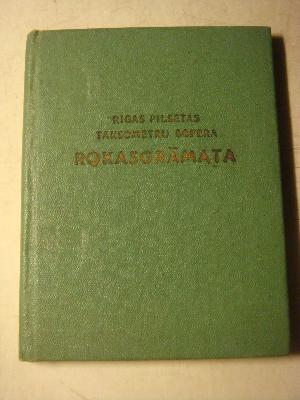 RĪGAS PILSĒTAS
TAKSOMETRU ŠOFERA
ROKASGRĀMATA